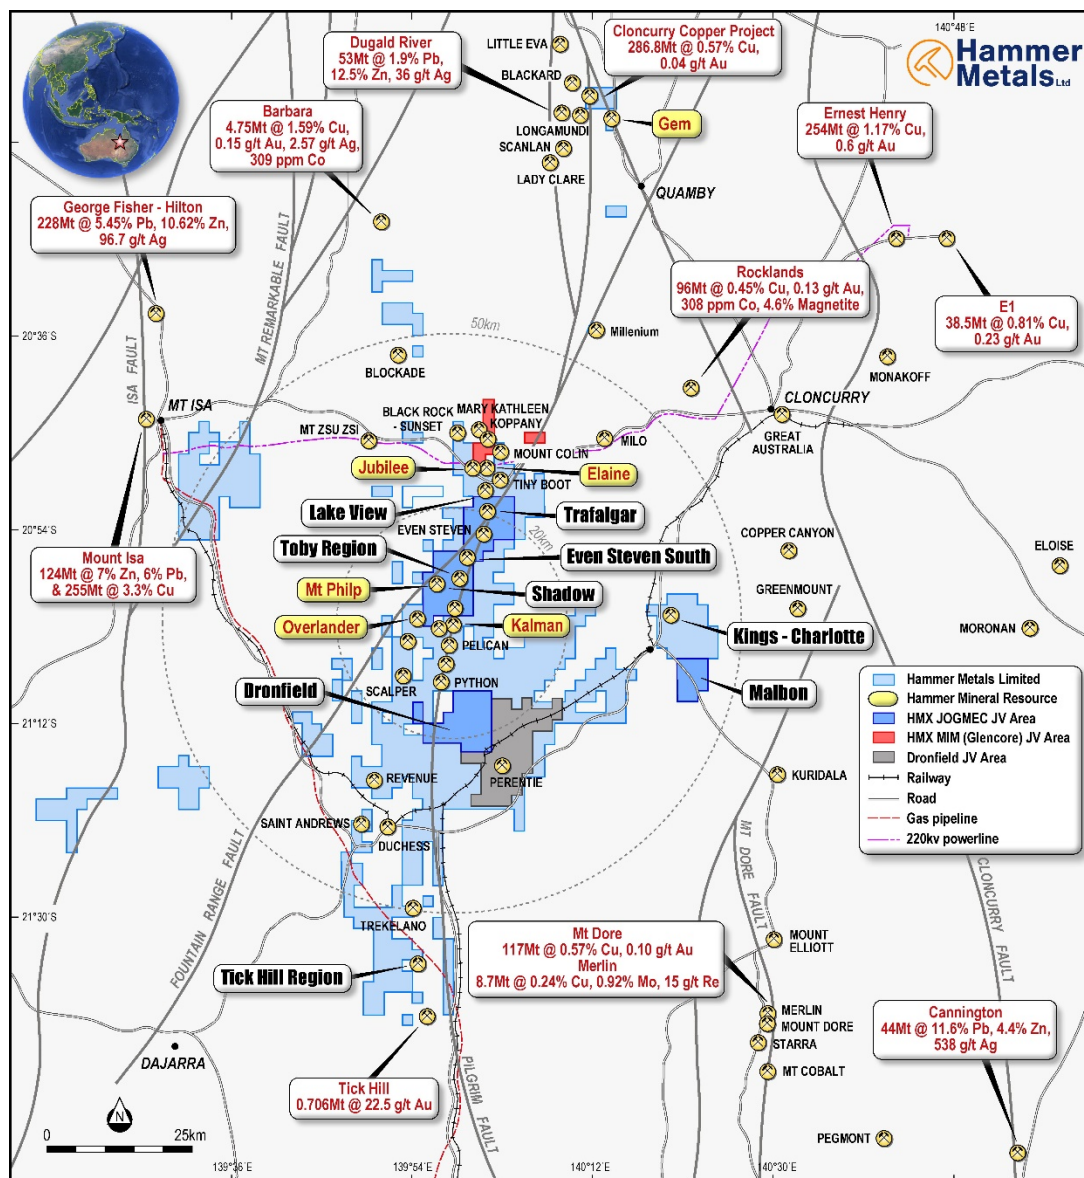 140°48' E
Hammer
Metals Ltd
LITTLE EVA
Cloncurry Copper Project
286.8Mt @ 0.57% Cu,
0.04 g/t Au
Dugald River
53Mt @ 1.9% Pb,
12.5% Zn, 36 g/t Ag
BLACKARD
Barbara
4.75Mt @ 1.59% Cu,
0.15 g/t Au, 2.57 g/t Ag,
309 ppm Co
LONGAMUNDI
Gem
Ernest Henry
254Mt @ 1.17% Cu,
0.6 g/t Au
SCANLAN
LADY CLARE
QUAMBY
George Fisher - Hilton
228Mt @ 5.45% Pb, 10.62% Zn,
96.7 g/t Ag
MT REMARKABLE FAULT
Rocklands
96Mt @ 0.45% Cu, 0.13 g/t Au,
308 ppm Co, 4.6% Magnetite
E1
38.5Mt @ 0.81% Cu,
0.23 g/t Au
20°36' S
50km
Millenium
ISA FAULT
BLOCKADE
MONAKOFF
MT ISA
CLONCURRY
BLACK ROCK
- SUNSET
MARY KATHLEEN
KOPPANY
MT ZSU ZSI
MILO
GREAT
AUSTRALIA
MOUNT COLIN
Jubilee
Elaine
TINY BOOT
Lake View
Trafalgar
20°54'S
EVEN STEVEN
20km
COPPER CANYON
Toby Region
Even Steven South
ELOISE
Mount Isa
124Mt @ 7% Zn, 6% Pb,
& 255Mt @ 3.3% Cu
Mt Philp
Shadow
GREENMOUNT
Overlander
Kalman
Kings - Charlotte
MORONAN
PELICAN
SCALPER
PYTHON
Dronfield
Malbon
21°12'S
Hammer Metals Limited
Hammer Mineral Resource
HMX JOGMEC JV Area
HMX MIM (Glencore) JV Area
Dronfield JV Area
Railway
Road
Gas pipeline
220kv powerline
REVENUE
PERENTIE
KURIDALA
SAINT ANDREWS
DUCHESS
MT DORE FAULT
FOUNTAIN RANGE FAULT
CLONCURRY FAULT
21°30'S
TREKELANO
Mt Dore
117Mt @ 0.57% Cu, 0.10 g/t Au
Merlin
8.7Mt @ 0.24% Cu, 0.92% Mo, 15 g/t Re
MOUNT
ELLIOTT
Tick Hill Region
MERLIN
MOUNT DORE
STARRA
Cannington
44Mt @ 11.6% Pb, 4.4% Zn,
538 g/t Ag
DAJARRA
MT COBALT
Tick Hill
0.706Mt @ 22.5 g/t Au
PILGRIM FAULT
N
0 25km
PEGMONT
139°36' E
139°54' E
140°12' E
140°30' E